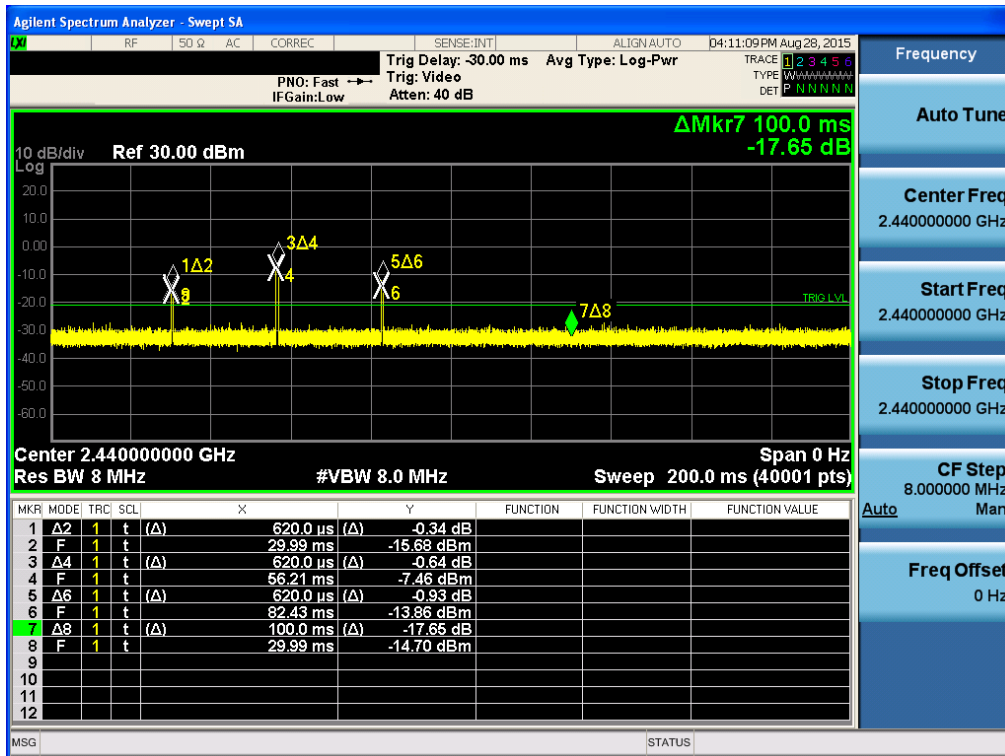 Agilent Spectrum Analyzer - Swept SA
LXI RF 50 Ω AC CORREC SENSE:INT ALIGN AUTO 04:11:09 PM Aug 28, 2015
Trig Delay: -30.00 ms Avg Type: Log-Pwr TRACE 1 2 3 4 5 6
PNO: Fast Trig: Video TYPE WWWWWW
IFGain:Low Atten: 40 dB DET P N N N N N
ΔMkr7 100.0 ms
-17.65 dB
10 dB/div Ref 30.00 dBm
Log
20.0
10.0
0.00
-10.0
-20.0
-30.0
-40.0
-50.0
-60.0
1Δ2
3Δ4
4
5Δ6
6
7Δ8
TRIG LVL
Center 2.440000000 GHz Span 0 Hz
Res BW 8 MHz #VBW 8.0 MHz Sweep 200.0 ms (40001 pts)
MKR MODE TRC SCL X Y FUNCTION FUNCTION WIDTH FUNCTION VALUE
1 Δ2 1 t (Δ) 620.0 µs (Δ) -0.34 dB
2 F 1 t 29.99 ms -15.68 dBm
3 Δ4 1 t (Δ) 620.0 µs (Δ) -0.64 dB
4 F 1 t 56.21 ms -7.46 dBm
5 Δ6 1 t (Δ) 620.0 µs (Δ) -0.93 dB
6 F 1 t 82.43 ms -13.86 dBm
7 Δ8 1 t (Δ) 100.0 ms (Δ) -17.65 dB
8 F 1 t 29.99 ms -14.70 dBm
9
10
11
12
MSG STATUS
Frequency
Auto Tune
Center Freq
2.440000000 GHz
Start Freq
2.440000000 GHz
Stop Freq
2.440000000 GHz
CF Step
8.000000 MHz
Auto Man
Freq Offset
0 Hz